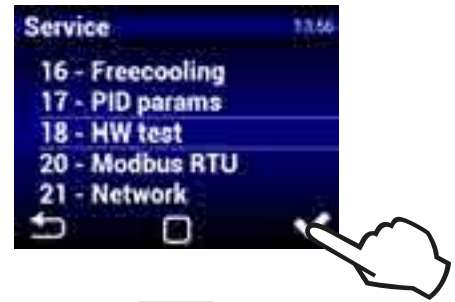 Service 13:56
16 - Freecooling
17 - PID params
18 - HW test
20 - Modbus RTU
21 - Network